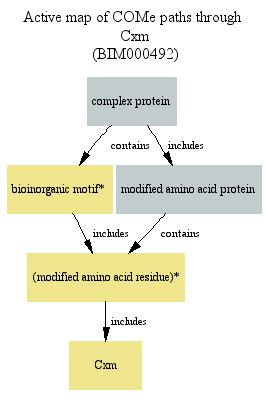 Active map of COMe paths through
Cxm
(BIM000492)
complex protein
contains
includes
bioinorganic motif*
modified amino acid protein
includes
contains
(modified amino acid residue)*
includes
Cxm